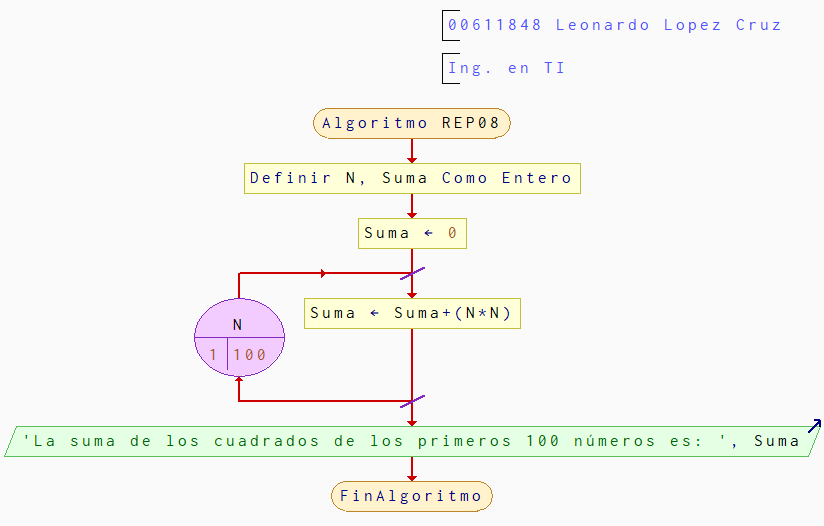 00611848 Leonardo Lopez Cruz
Ing. en TI
Algoritmo REP08
Definir N, Suma Como Entero
Suma ← 0
Suma ← Suma+(N*N)
N
1 100
'La suma de los cuadrados de los primeros 100 números es: ', Suma
FinAlgoritmo